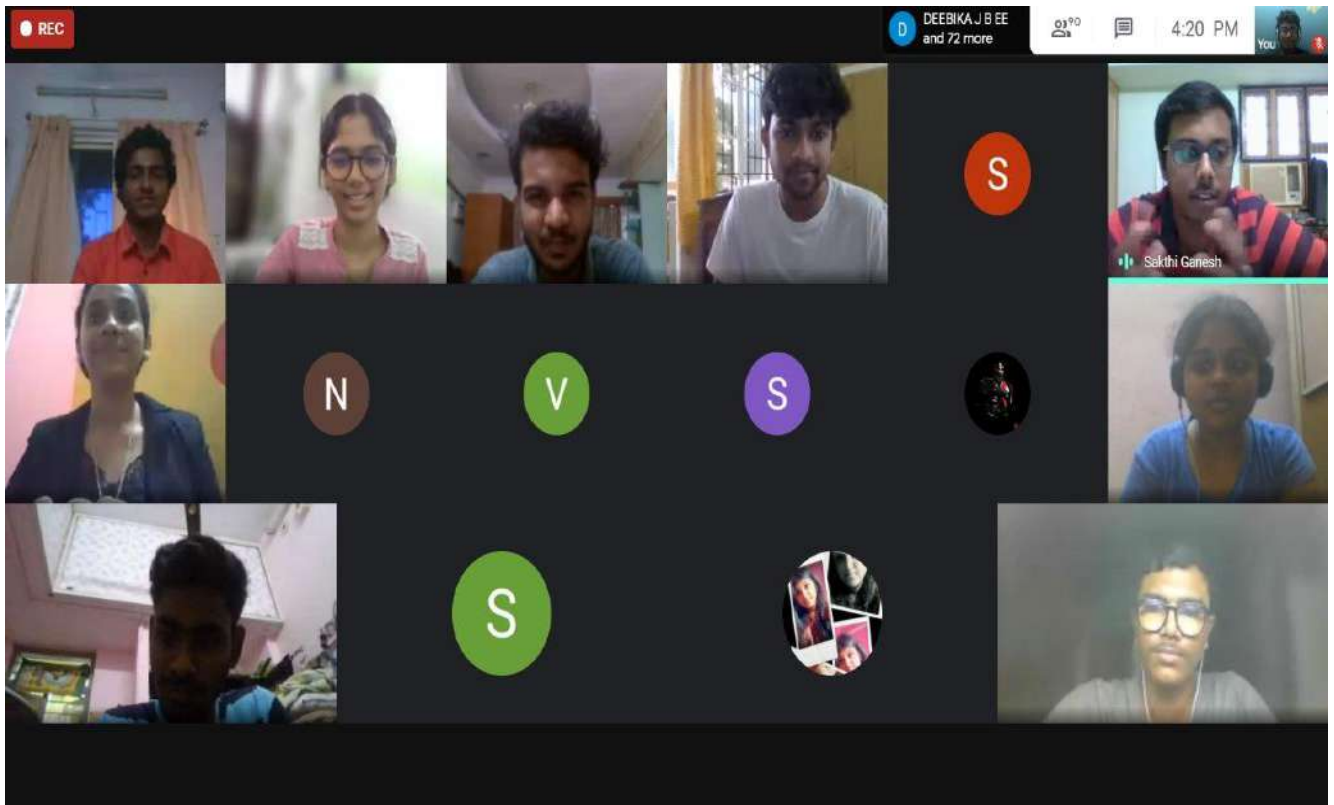 REC
DEEBIKA J B EE
and 72 more
90
4:20 PM
You
S
Sakthi Ganesh
N
V
S
S